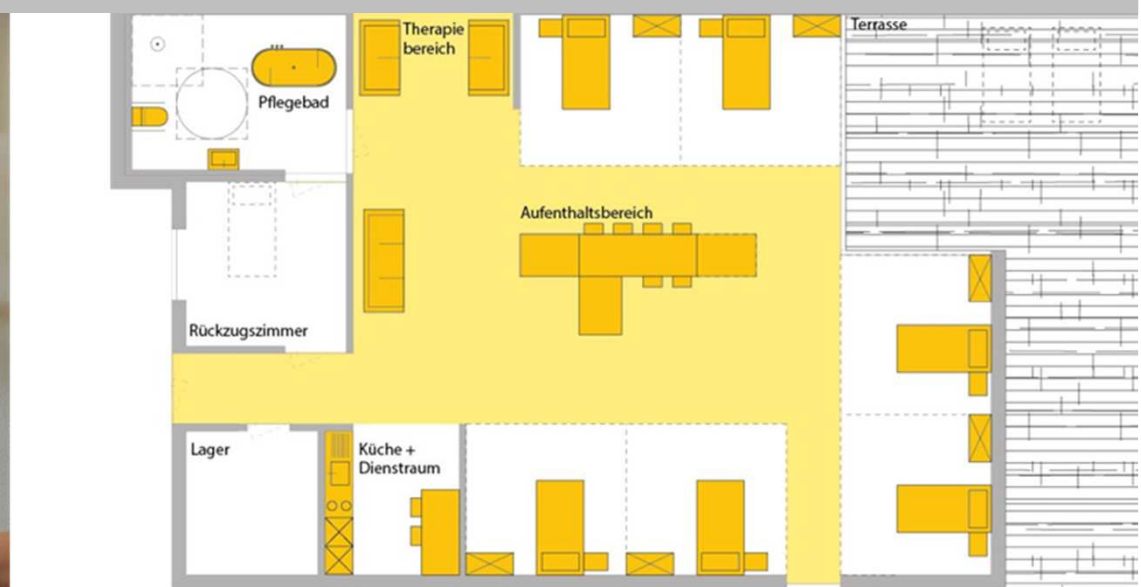 Therapie
bereich
Terrasse
Pflegebad
Aufenthaltsbereich
Rückzugszimmer
Lager
Küche +
Dienstraum